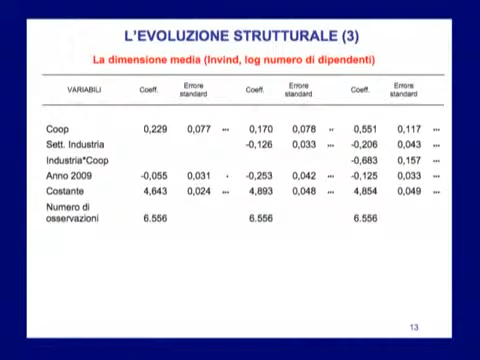 L'EVOLUZIONE STRUTTURALE (3)
La dimensione media (Invind, log numero di dipendenti)
VARIABILI Coeff. Errore standard Coeff. Errore standard Coeff. Errore standard
Coop 0,229 0,077 *** 0,170 0,078 ** 0,551 0,117 ***
Sett. Industria -0,126 0,033 *** -0,206 0,043 ***
Industria*Coop -0,683 0,157 ***
Anno 2009 -0,055 0,031 * -0,253 0,042 *** -0,125 0,033 ***
Costante 4,643 0,024 *** 4,893 0,048 *** 4,854 0,049 ***
Numero di
osservazioni 6.556 6.556 6.556
13